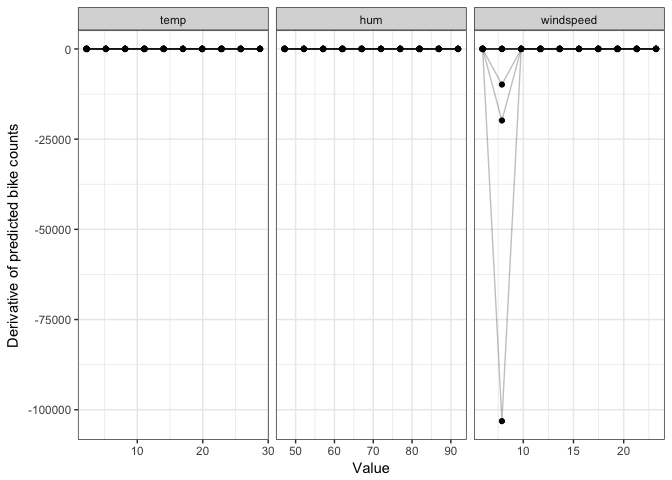 temp hum windspeed
Derivative of predicted bike counts
0
-25000
-50000
-75000
-100000
10 20 30 50 60 70 80 90 10 15 20
Value